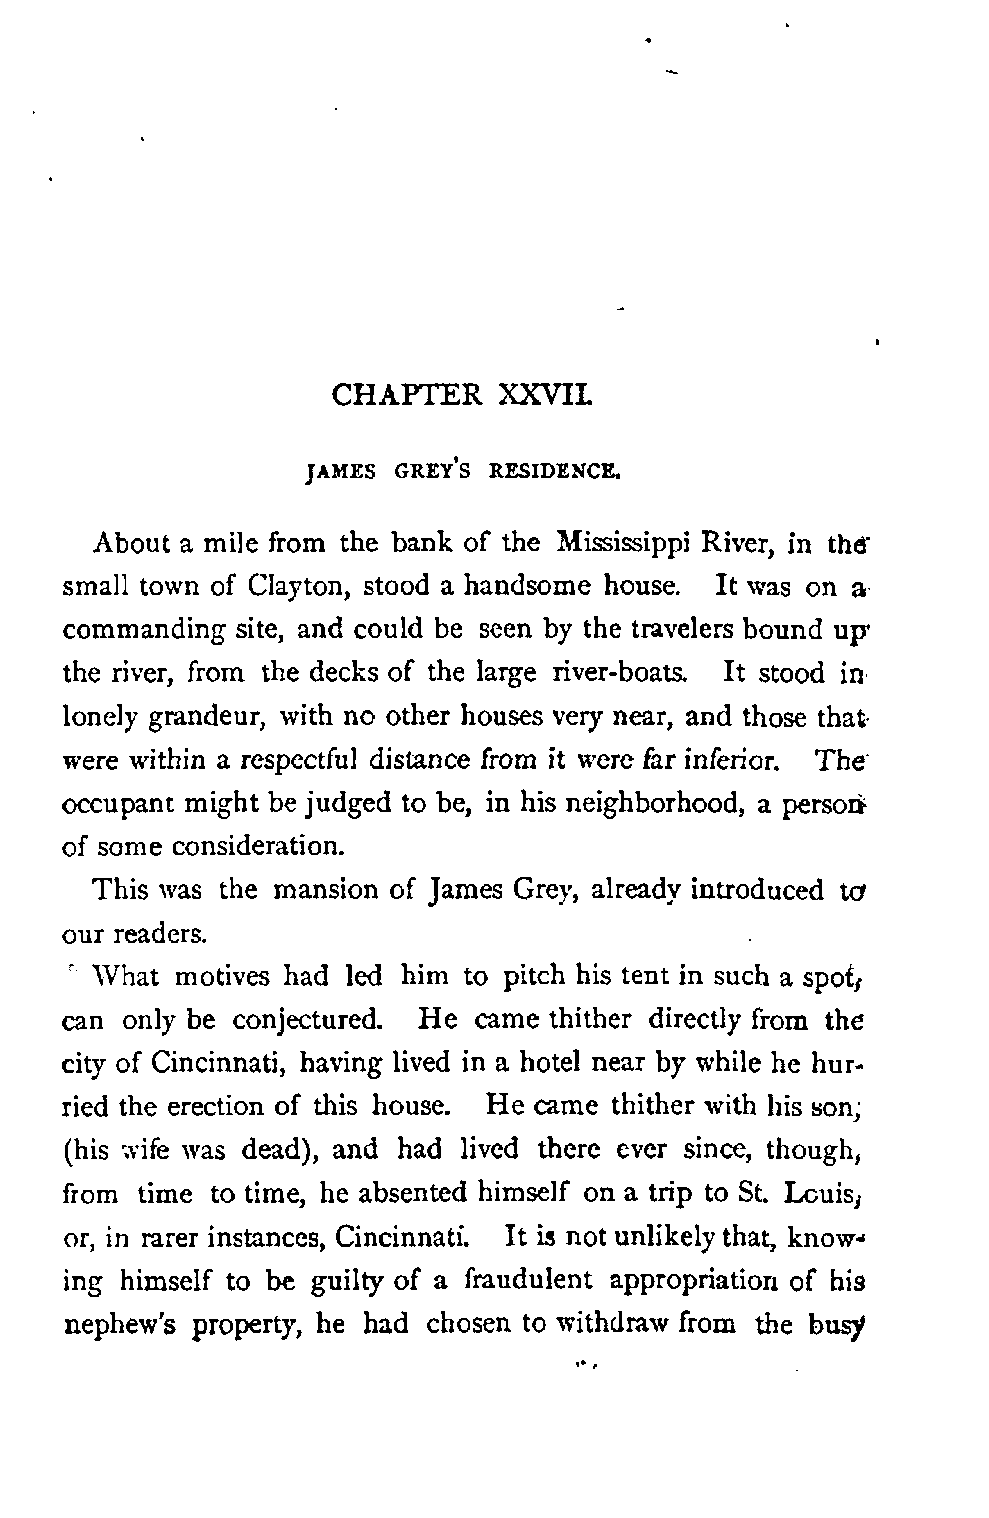 CHAPTER XXVII.
JAMES GREY'S RESIDENCE.
About a mile from the bank of the Mississippi River, in the
small town of Clayton, stood a handsome house. It was on a
commanding site, and could be seen by the travelers bound up
the river, from the decks of the large river-boats. It stood in
lonely grandeur, with no other houses very near, and those that
were within a respectful distance from it were far inferior. The
occupant might be judged to be, in his neighborhood, a person
of some consideration.
This was the mansion of James Grey, already introduced to
our readers.
What motives had led him to pitch his tent in such a spot,
can only be conjectured. He came thither directly from the
city of Cincinnati, having lived in a hotel near by while he hur-
ried the erection of this house. He came thither with his son,
(his wife was dead), and had lived there ever since, though,
from time to time, he absented himself on a trip to St. Louis,
or, in rarer instances, Cincinnati. It is not unlikely that, know-
ing himself to be guilty of a fraudulent appropriation of his
nephew's property, he had chosen to withdraw from the busy